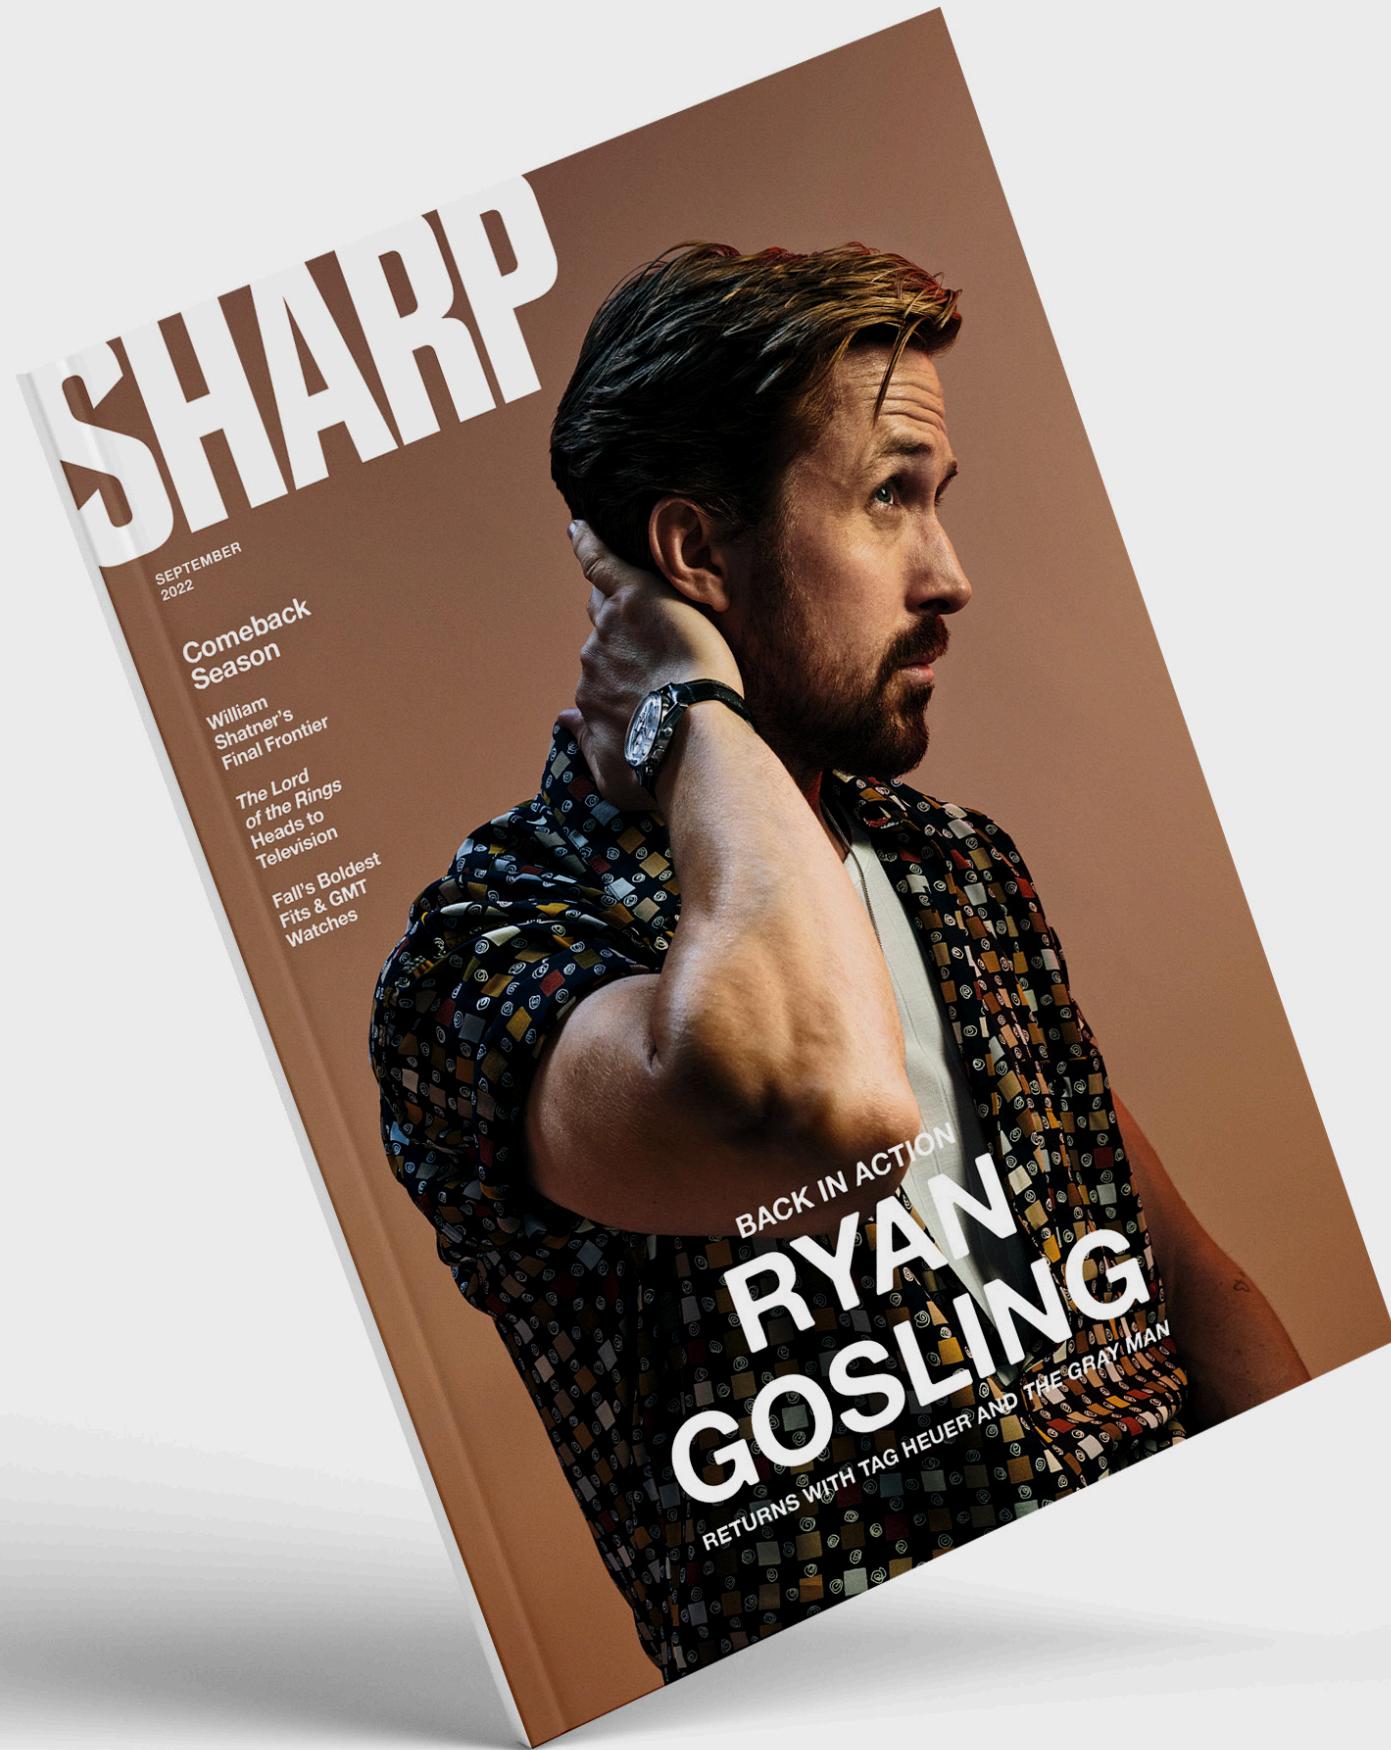 SHARP
SEPTEMBER
2022
Comeback
Season
William
Shatner's
Final Frontier
The Lord
of the Rings
Heads to
Television
Fall's Boldest
Fits & GMT
Watches
BACK IN ACTION
RYAN
GOSLING
RETURNS WITH TAG HEUER AND THE GRAY MAN